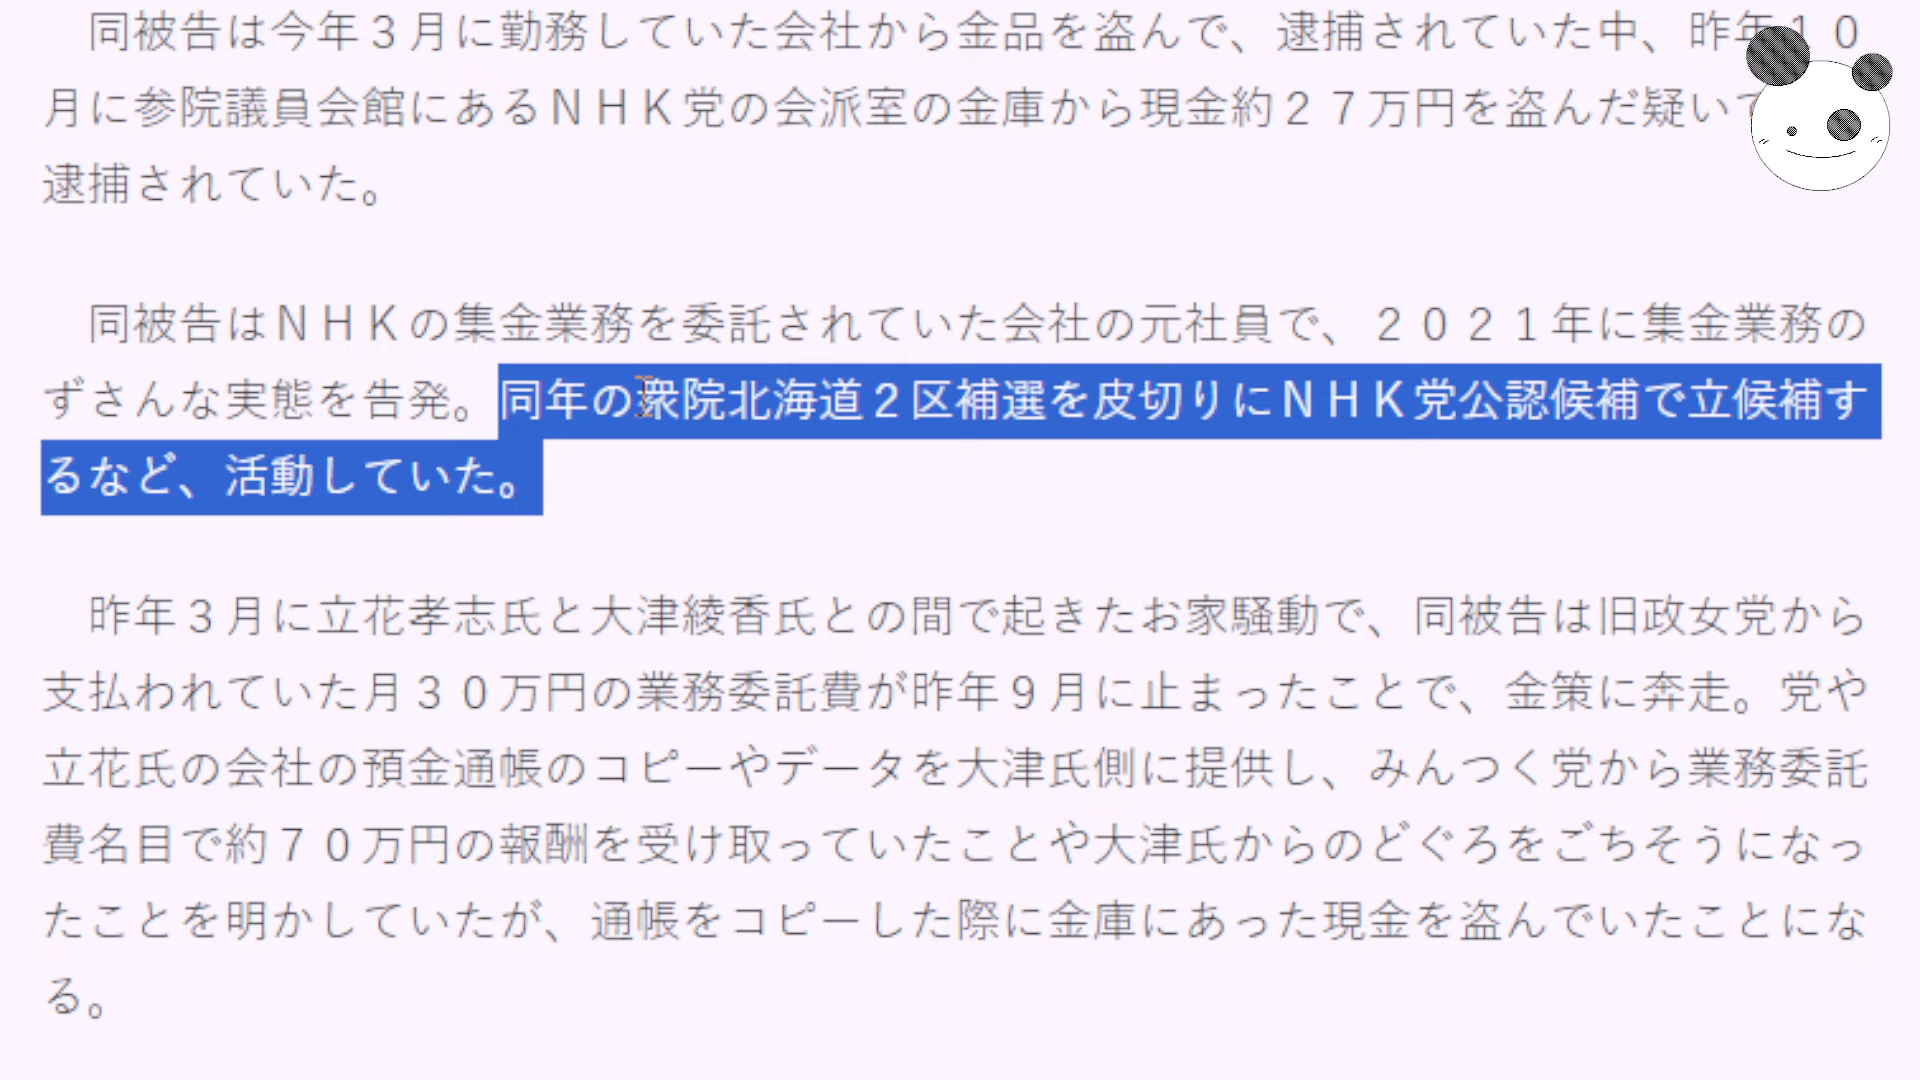 同被告は今年３月に勤務していた会社から金品を盗んで、逮捕されていた中、昨年１０
月に参院議員会館にあるＮＨＫ党の会派室の金庫から現金約２７万円を盗んだ疑いで
逮捕されていた。
同被告はＮＨＫの集金業務を委託されていた会社の元社員で、２０２１年に集金業務の
ずさんな実態を告発。同年の衆院北海道２区補選を皮切りにＮＨＫ党公認候補で立候補す
るなど、活動していた。
昨年３月に立花孝志氏と大津綾香氏との間で起きたお家騒動で、同被告は旧政女党から
支払われていた月３０万円の業務委託費が昨年９月に止まったことで、金策に奔走。党や
立花氏の会社の預金通帳のコピーやデータを大津氏側に提供し、みんつく党から業務委託
費名目で約７０万円の報酬を受け取っていたことや大津氏からのどぐろをごちそうになっ
たことを明かしていたが、通帳をコピーした際に金庫にあった現金を盗んでいたことにな
る。